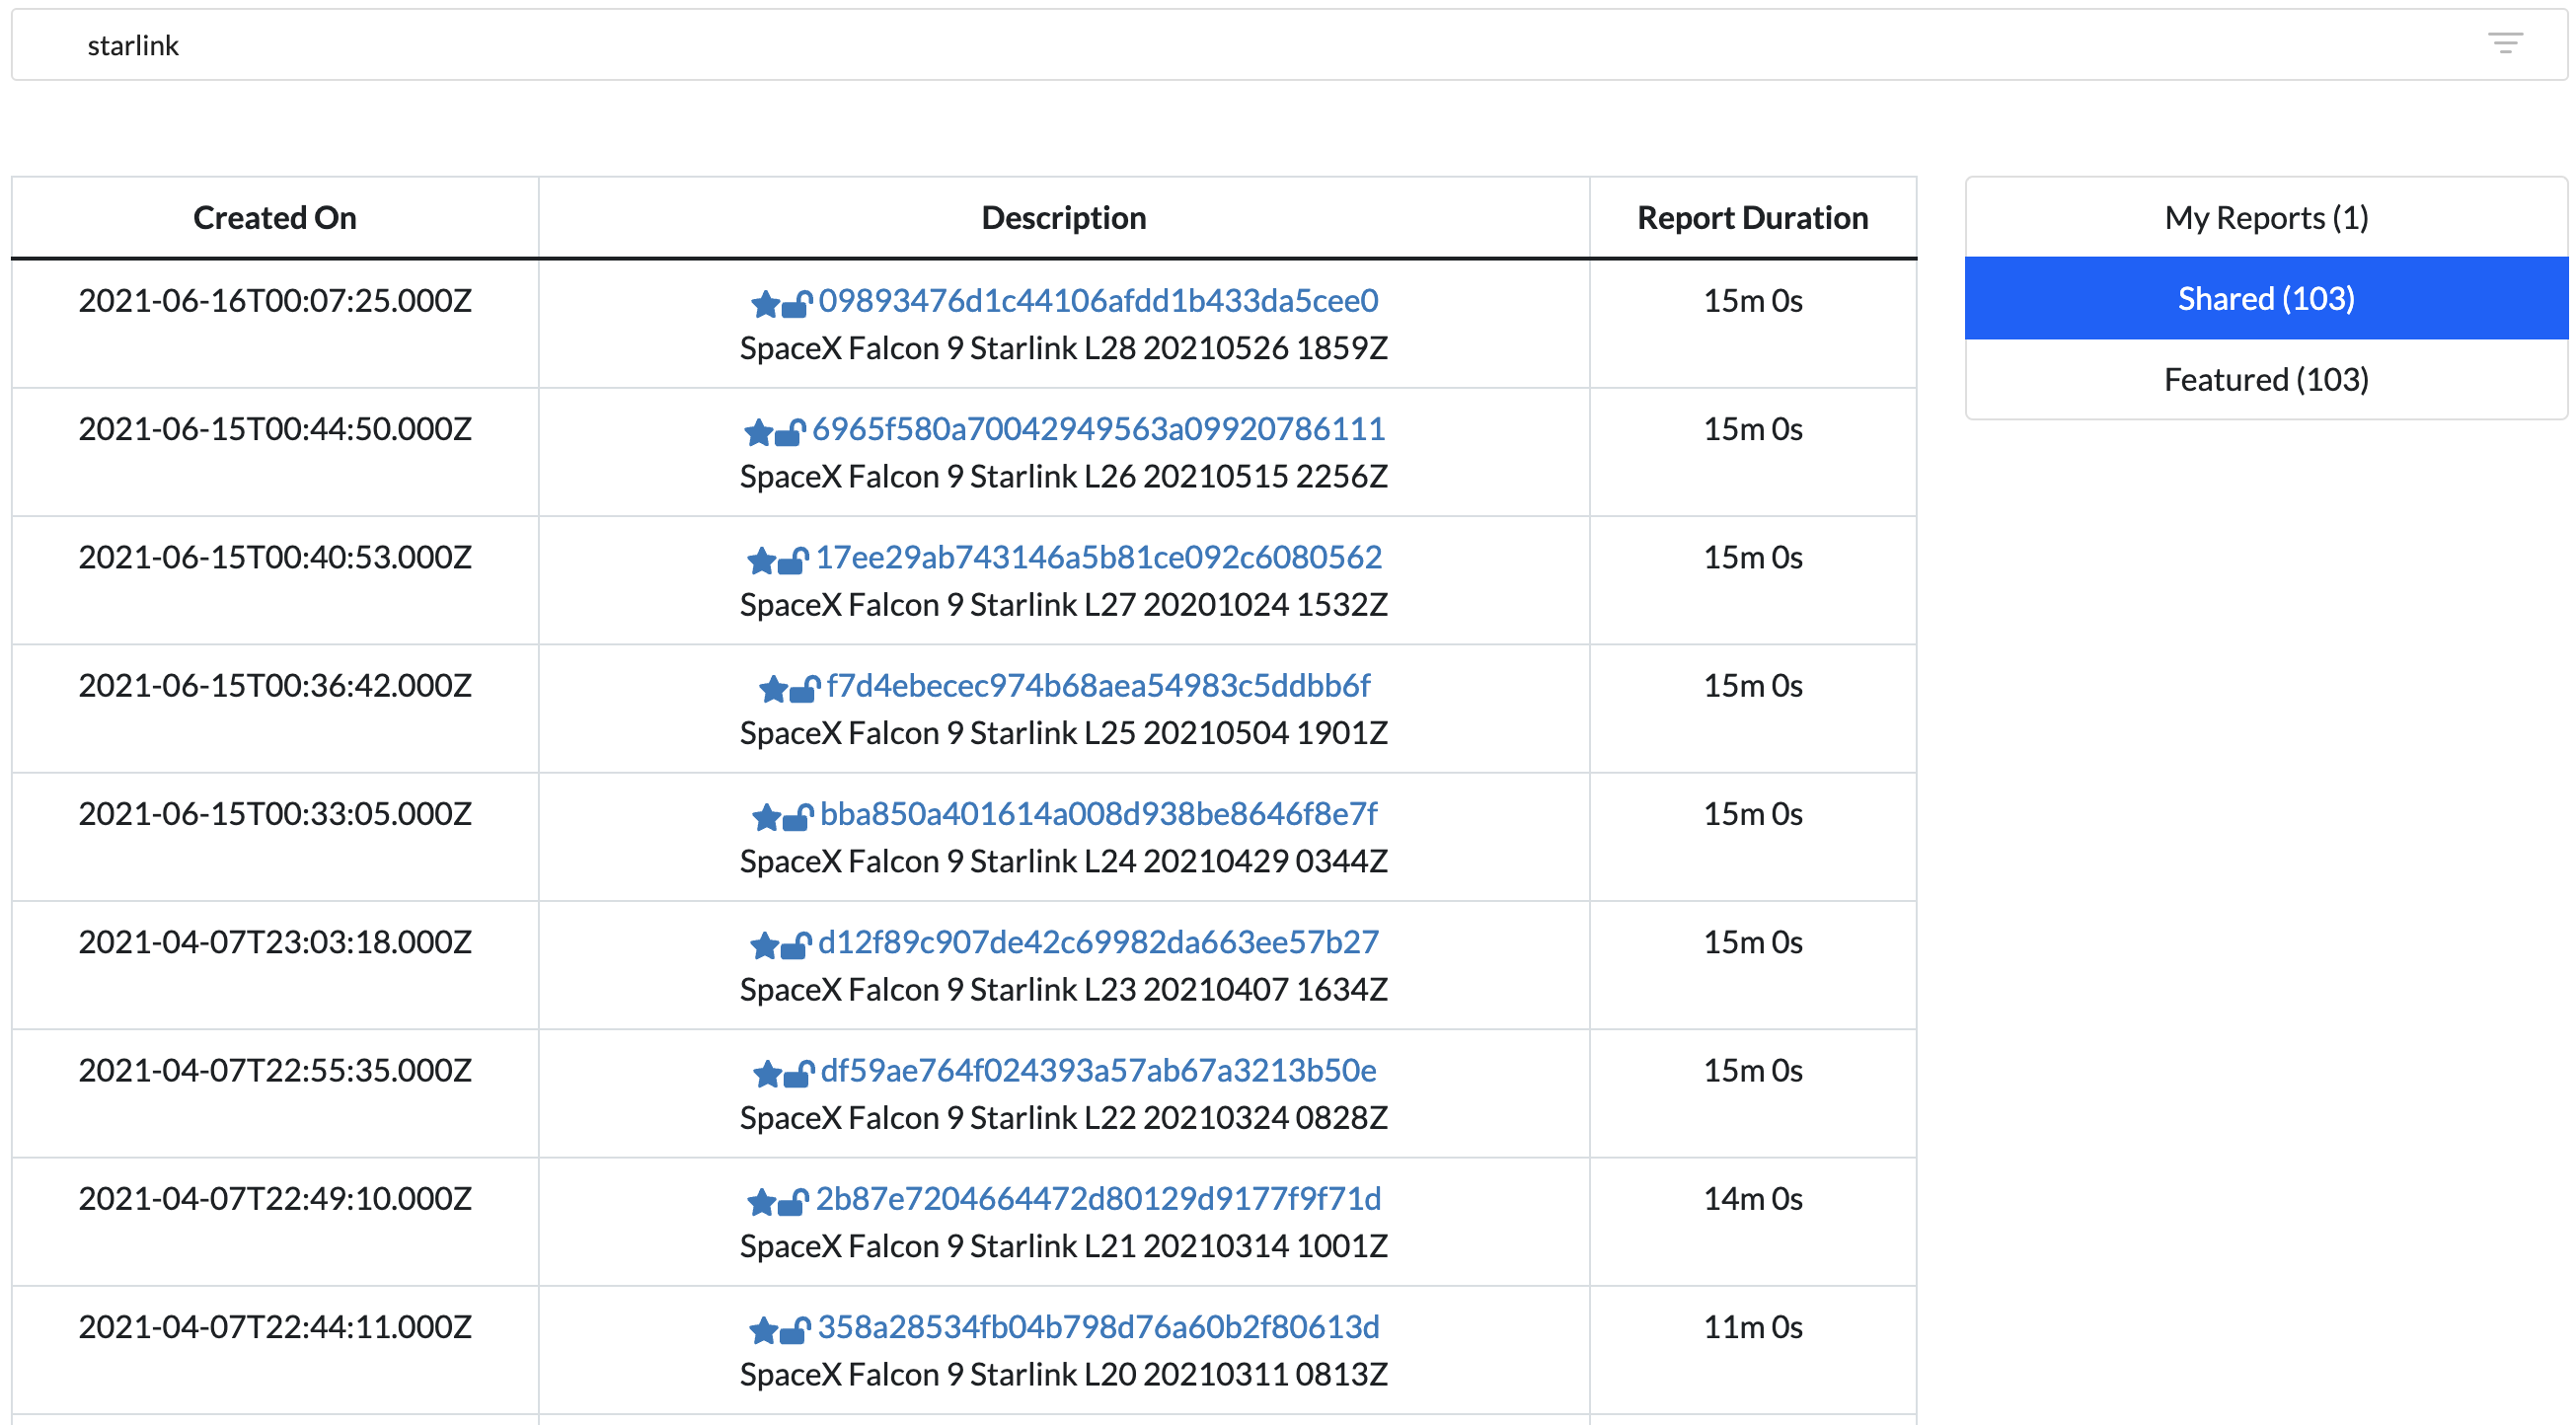 starlink
Created On Description Report Duration
2021-06-16T00:07:25.000Z 09893476d1c44106afdd1b433da5cee0 15m 0s
SpaceX Falcon 9 Starlink L28 20210526 1859Z
2021-06-15T00:44:50.000Z 6965f580a70042949563a09920786111 15m 0s
SpaceX Falcon 9 Starlink L26 20210515 2256Z
2021-06-15T00:40:53.000Z 17ee29ab743146a5b81ce092c6080562 15m 0s
SpaceX Falcon 9 Starlink L27 20201024 1532Z
2021-06-15T00:36:42.000Z f7d4ebecec974b68aea54983c5ddbb6f 15m 0s
SpaceX Falcon 9 Starlink L25 20210504 1901Z
2021-06-15T00:33:05.000Z bba850a401614a008d938be8646f8e7f 15m 0s
SpaceX Falcon 9 Starlink L24 20210429 0344Z
2021-04-07T23:03:18.000Z d12f89c907de42c69982da663ee57b27 15m 0s
SpaceX Falcon 9 Starlink L23 20210407 1634Z
2021-04-07T22:55:35.000Z df59ae764f024393a57ab67a3213b50e 15m 0s
SpaceX Falcon 9 Starlink L22 20210324 0828Z
2021-04-07T22:49:10.000Z 2b87e7204664472d80129d9177f9f71d 14m 0s
SpaceX Falcon 9 Starlink L21 20210314 1001Z
2021-04-07T22:44:11.000Z 358a28534fb04b798d76a60b2f80613d 11m 0s
SpaceX Falcon 9 Starlink L20 20210311 0813Z
My Reports (1)
Shared (103)
Featured (103)